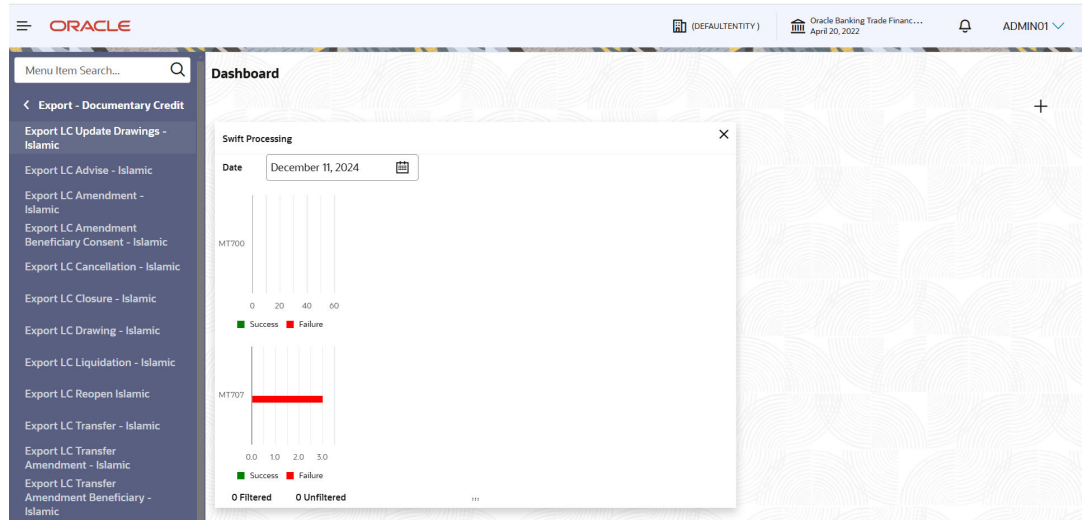 ORACLE
(DEFAULTENTITY)
Oracle Banking Trade Financ...
April 20, 2022
ADMIN01
Menu Item Search...
Export - Documentary Credit
Export LC Update Drawings -
Islamic
Export LC Advise - Islamic
Export LC Amendment -
Islamic
Export LC Amendment
Beneficiary Consent - Islamic
Export LC Cancellation - Islamic
Export LC Closure - Islamic
Export LC Drawing - Islamic
Export LC Liquidation - Islamic
Export LC Reopen Islamic
Export LC Transfer - Islamic
Export LC Transfer
Amendment - Islamic
Export LC Transfer
Amendment Beneficiary -
Islamic
Dashboard
Swift Processing
Date December 11, 2024
MT700
0 20 40 60
Success Failure
MT707
0.0 1.0 2.0 3.0
Success Failure
0 Filtered 0 Unfiltered